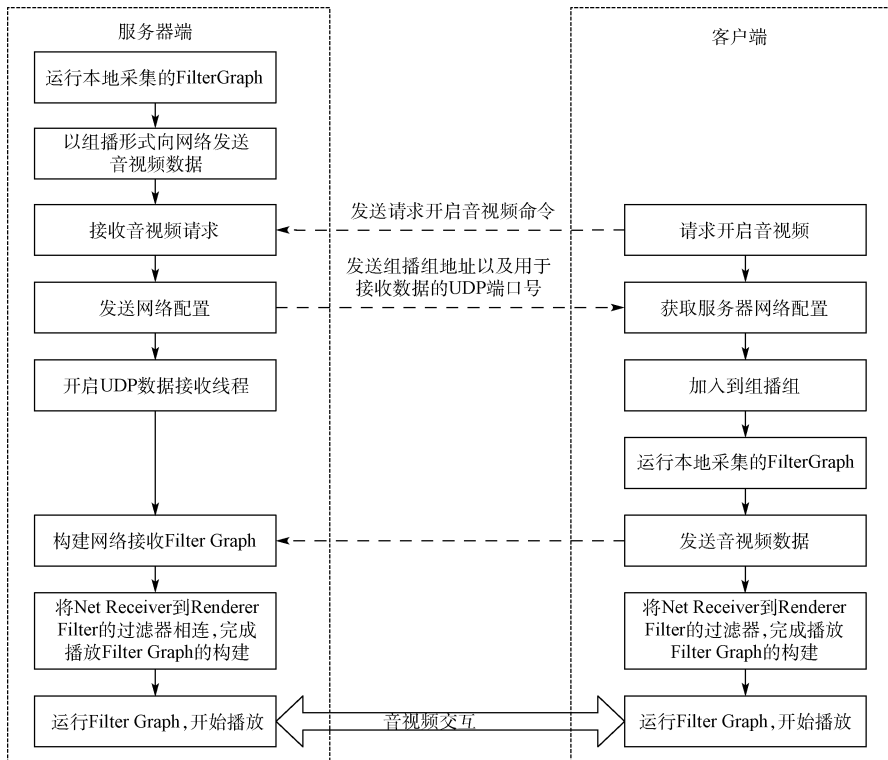 服务器端
运行本地采集的FilterGraph
以组播形式向网络发送
音视频数据
接收音视频请求
发送网络配置
开启UDP数据接收线程
构建网络接收Filter Graph
将Net Receiver到Renderer
Filter的过滤器相连,完成
播放Filter Graph的构建
运行Filter Graph,开始播放
发送请求开启音视频命令
发送组播组地址以及用于
接收数据的UDP端口号
音视频交互
客户端
请求开启音视频
获取服务器网络配置
加入到组播组
运行本地采集的FilterGraph
发送音视频数据
将Net Receiver到Renderer
Filter的过滤器,完成播放
Filter Graph的构建
运行Filter Graph,开始播放